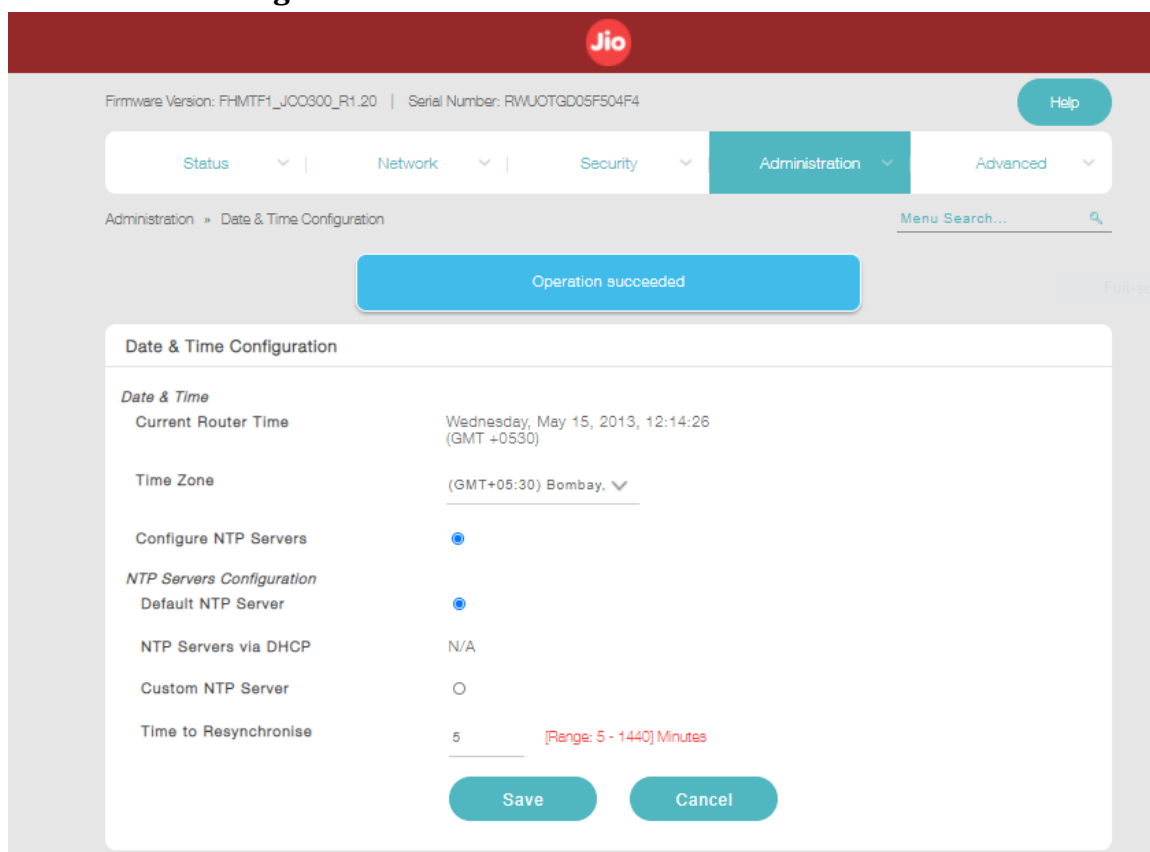 Jio
Firmware Version: FHMTF1_JCO300_R1.20 | Serial Number: RWUOTGD05F504F4
Help
Status
Network
Security
Administration
Advanced
Administration » Date & Time Configuration
Menu Search...
Operation succeeded
Date & Time Configuration
Date & Time
Current Router Time
Wednesday, May 15, 2013, 12:14:26
(GMT +0530)
Time Zone
(GMT+05:30) Bombay,
Configure NTP Servers
NTP Servers Configuration
Default NTP Server
NTP Servers via DHCP
N/A
Custom NTP Server
Time to Resynchronise
5
[Range: 5 - 1440] Minutes
Save
Cancel